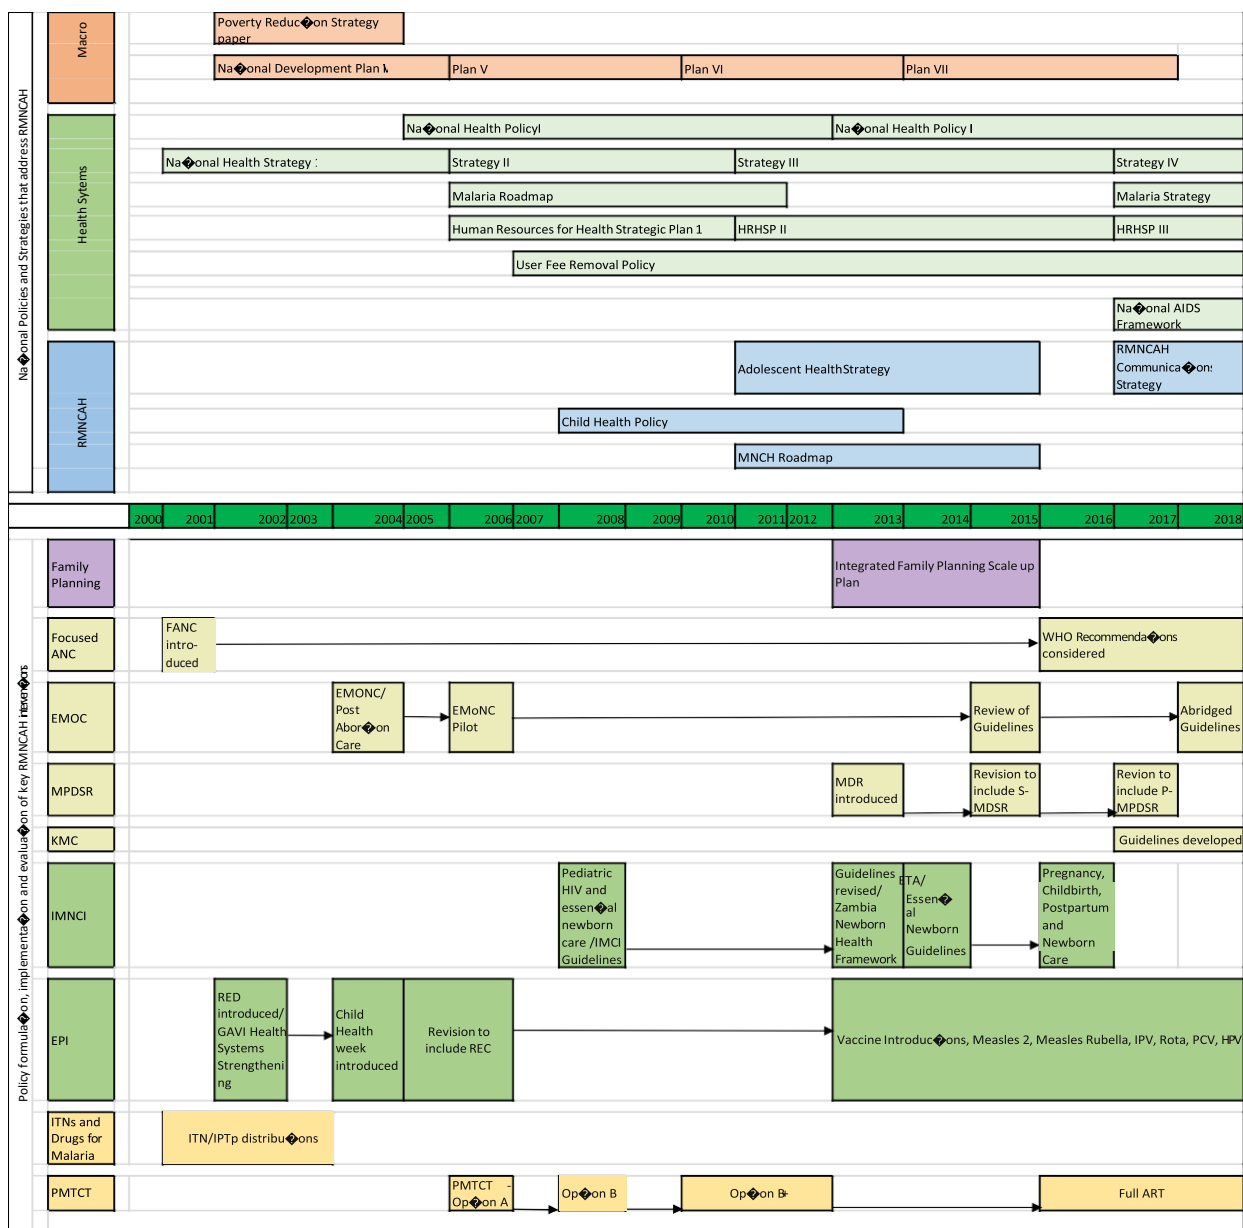 National Policies and Strategies that address RMNCAH
Macro
Poverty Reduc�on Strategy
paper
Na�onal Development Plan
Plan V
Plan VI
Plan VII
Health Sytems
Na�onal Health PolicyI
Na�onal Health Policy I
Na�onal Health Strategy
Strategy II
Strategy III
Strategy IV
Malaria Roadmap
Malaria Strategy
Human Resources for Health Strategic Plan 1
HRHSP II
HRHSP III
User Fee Removal Policy
Na�onal AIDS
Framework
RMNCAH
Adolescent HealthStrategy
RMNCAH
Communica�ons
Strategy
Child Health Policy
MNCH Roadmap
2000 2001 2002 2003 2004 2005 2006 2007 2008 2009 2010 2011 2012 2013 2014 2015 2016 2017 2018
Policy formula�on, implementa�on and evalua�on of key RMNCAH
Family
Planning
Integrated Family Planning Scale up
Plan
Focused
ANC
FANC
intro-
duced
WHO Recommenda�ons
considered
EMOC
EMONC/
Post
Abor�on
Care
EMoNC
Pilot
Review of
Guidelines
Abridged
Guidelines
MPDSR
MDR
introduced
Revision to
include S-
MDSR
Revion to
include P-
MPDSR
KMC
Guidelines developed
IMNCI
Pediatric
HIV and
essen�al
newborn
care /IMCI
Guidelines
Guidelines
revised/
Zambia
Newborn
Health
Framework
ETA/
Essen�
al
Newborn
Guidelines
Pregnancy,
Childbirth,
Postpartum
and
Newborn
Care
EPI
RED
introduced/
GAVI Health
Systems
Strengtheni
ng
Child
Health
week
introduced
Revision to
include REC
Vaccine Introduc�ons, Measles 2, Measles Rubella, IPV, Rota, PCV, HPV
ITNs and
Drugs for
Malaria
ITN/IPTp distribu�ons
PMTCT
PMTCT -
Op�on A
Op�on B
Op�on B+
Full ART